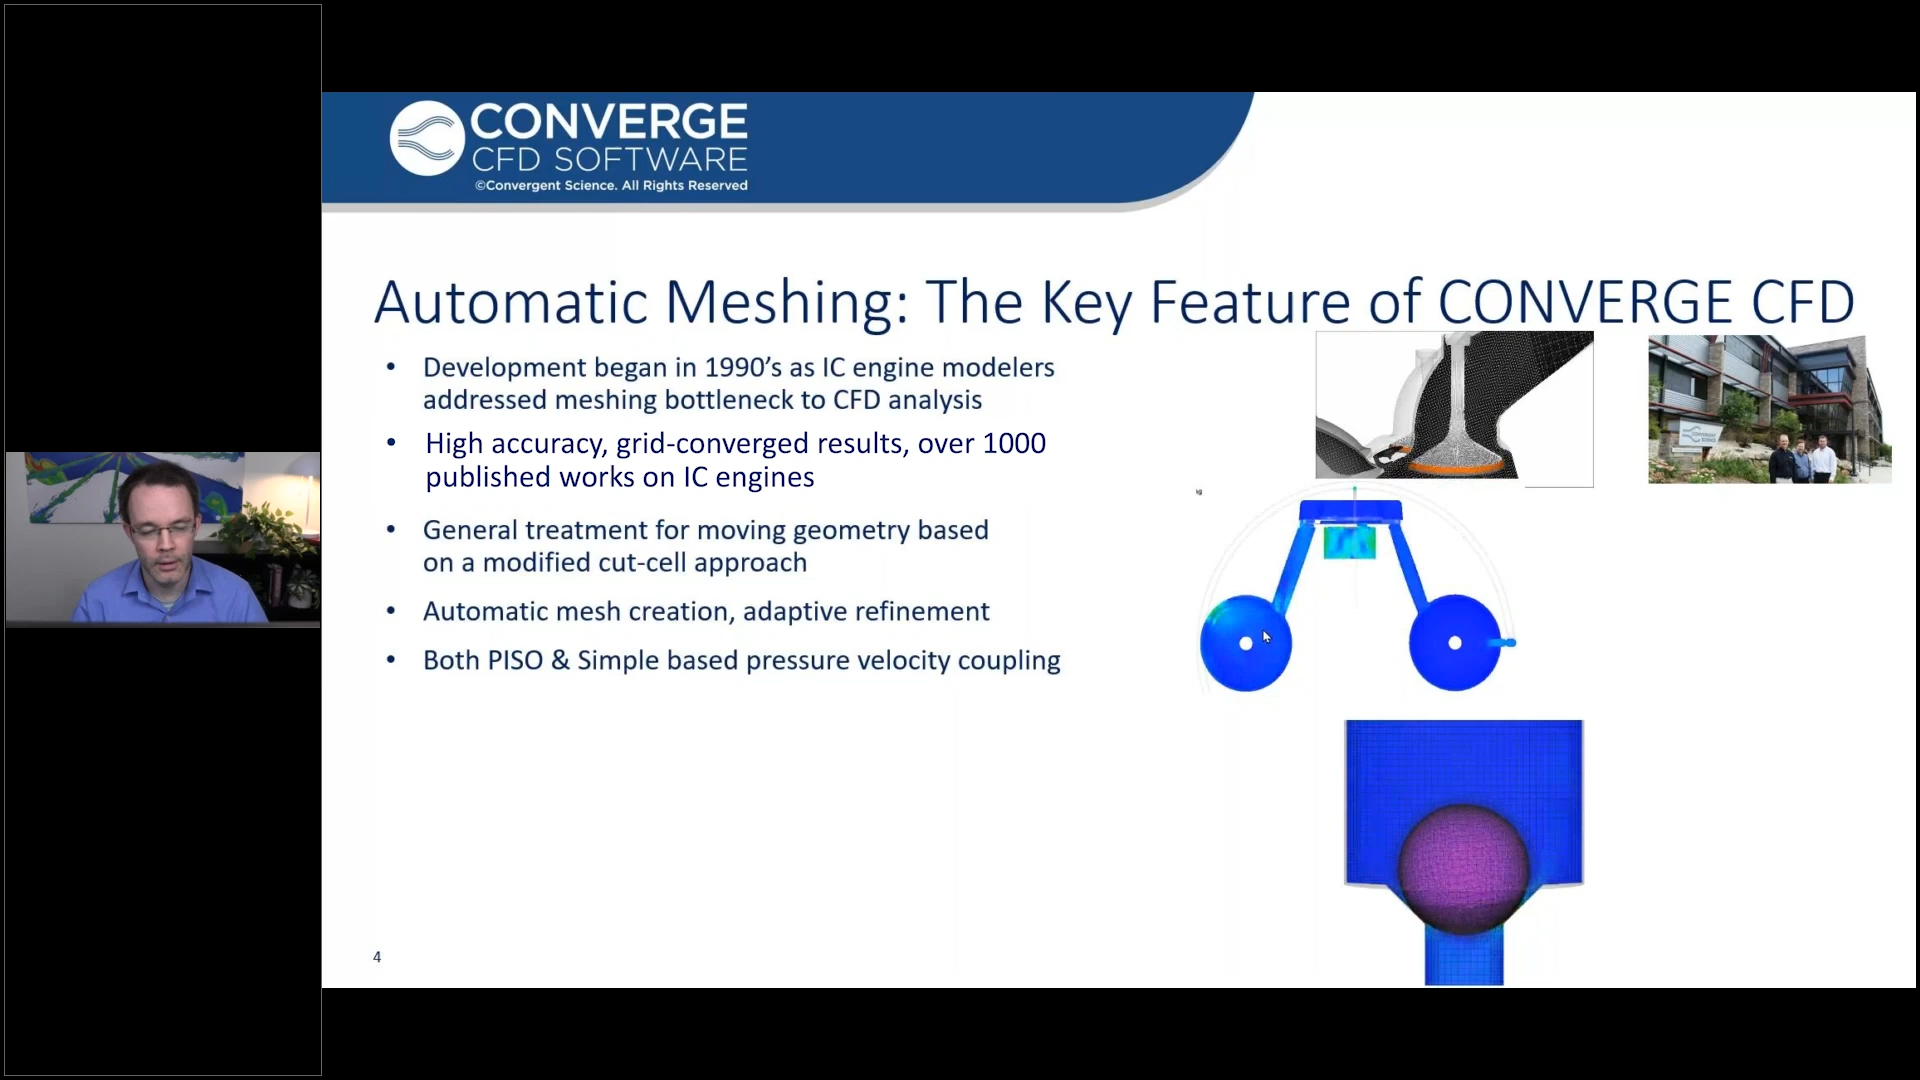 CONVERGE
CFD SOFTWARE
©Convergent Science. All Rights Reserved
Automatic Meshing: The Key Feature of CONVERGE CFD
• Development began in 1990’s as IC engine modelers
addressed meshing bottleneck to CFD analysis
• High accuracy, grid-converged results, over 1000
published works on IC engines
• General treatment for moving geometry based
on a modified cut-cell approach
• Automatic mesh creation, adaptive refinement
• Both PISO & Simple based pressure velocity coupling
4